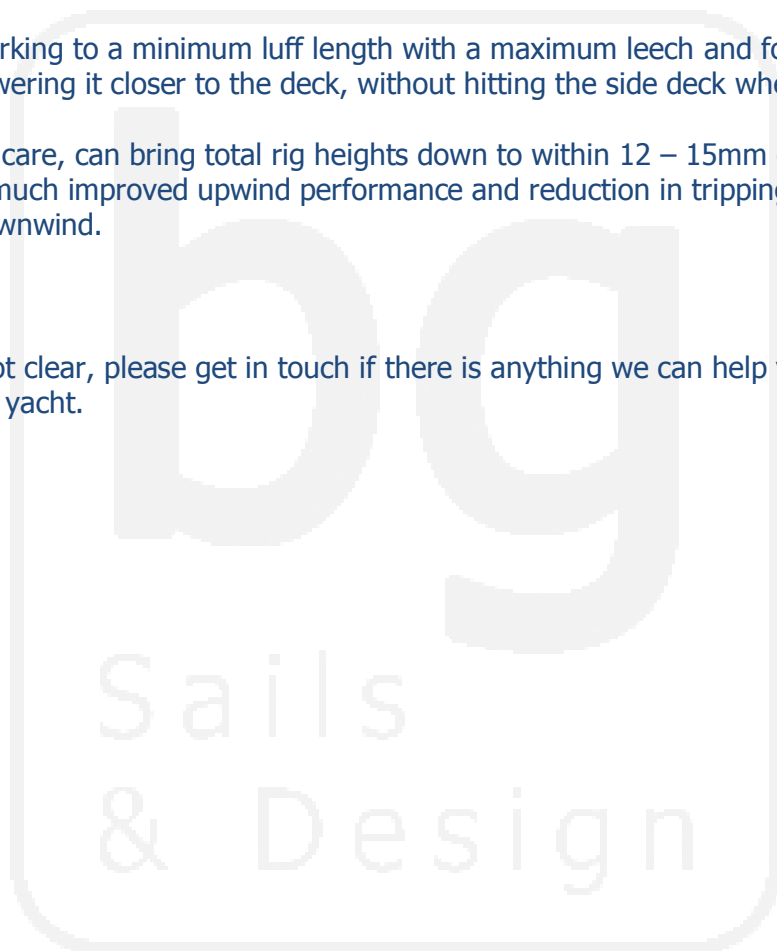 rking to a minimum luff length with a maximum leech and fo
wering it closer to the deck, without hitting the side deck whe
care, can bring total rig heights down to within 12 – 15mm
much improved upwind performance and reduction in tripping
wnwind.
ot clear, please get in touch if there is anything we can help
yacht.
bg
Sails
& Design